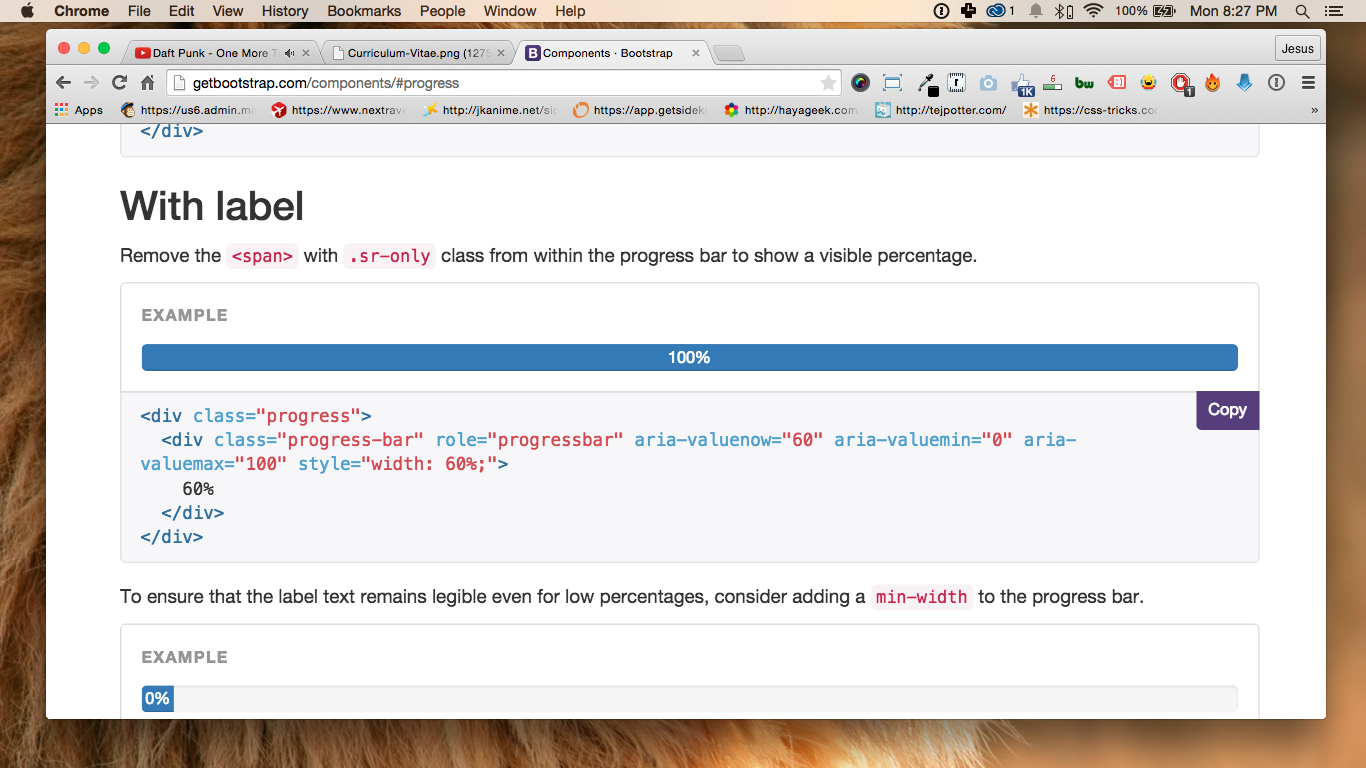 Chrome File Edit View History Bookmarks People Window Help 1 100% Mon 8:27 PM
Daft Punk - One More T Curriculum-Vitae.png (127 Components · Bootstrap Jesus
getbootstrap.com/components/#progress 1K 6 bw 1
Apps https://us6.admin.m https://www.nextrav http://jkanime.net/si https://app.getsidek http://hayageek.com http://tejpotter.com/ https://css-tricks.co »
</div>
With label
Remove the <span> with .sr-only class from within the progress bar to show a visible percentage.
EXAMPLE
100%
Copy
<div class="progress">
<div class="progress-bar" role="progressbar" aria-valuenow="60" aria-valuemin="0" aria-
valuemax="100" style="width: 60%;">
60%
</div>
</div>
To ensure that the label text remains legible even for low percentages, consider adding a min-width to the progress bar.
EXAMPLE
0%